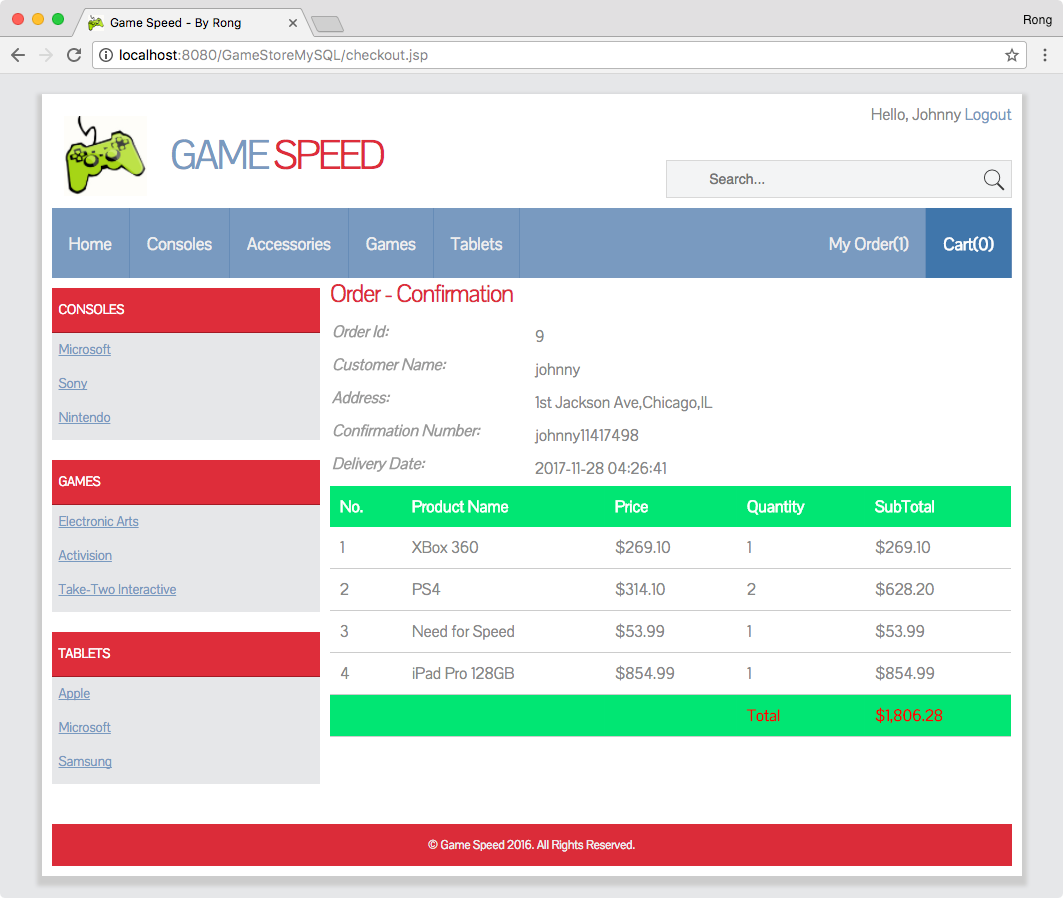 Game Speed - By Rong
Rong
localhost:8080/GameStoreMySQL/checkout.jsp
Hello, Johnny Logout
GAME SPEED
Search...
Home Consoles Accessories Games Tablets My Order(1) Cart(0)
CONSOLES
Microsoft
Sony
Nintendo
GAMES
Electronic Arts
Activision
Take-Two Interactive
TABLETS
Apple
Microsoft
Samsung
Order - Confirmation
Order Id: 9
Customer Name: johnny
Address: 1st Jackson Ave,Chicago,IL
Confirmation Number: johnny11417498
Delivery Date: 2017-11-28 04:26:41
No. Product Name Price Quantity SubTotal
1 XBox 360 $269.10 1 $269.10
2 PS4 $314.10 2 $628.20
3 Need for Speed $53.99 1 $53.99
4 iPad Pro 128GB $854.99 1 $854.99
Total $1,806.28
© Game Speed 2016. All Rights Reserved.